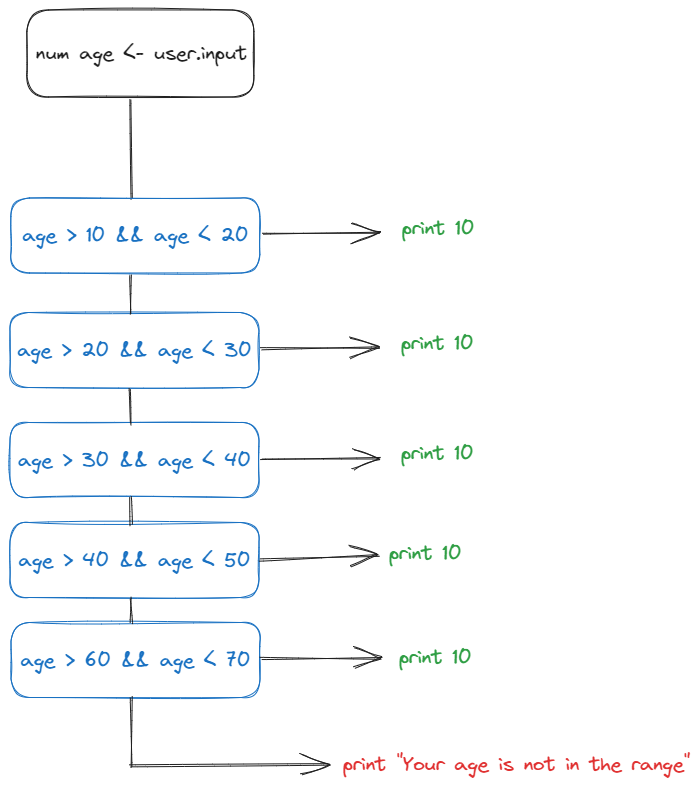 num age <- user.input
age > 10 && age < 20
print 10
age > 20 && age < 30
print 10
age > 30 && age < 40
print 10
age > 40 && age < 50
print 10
age > 60 && age < 70
print 10
print "Your age is not in the range"